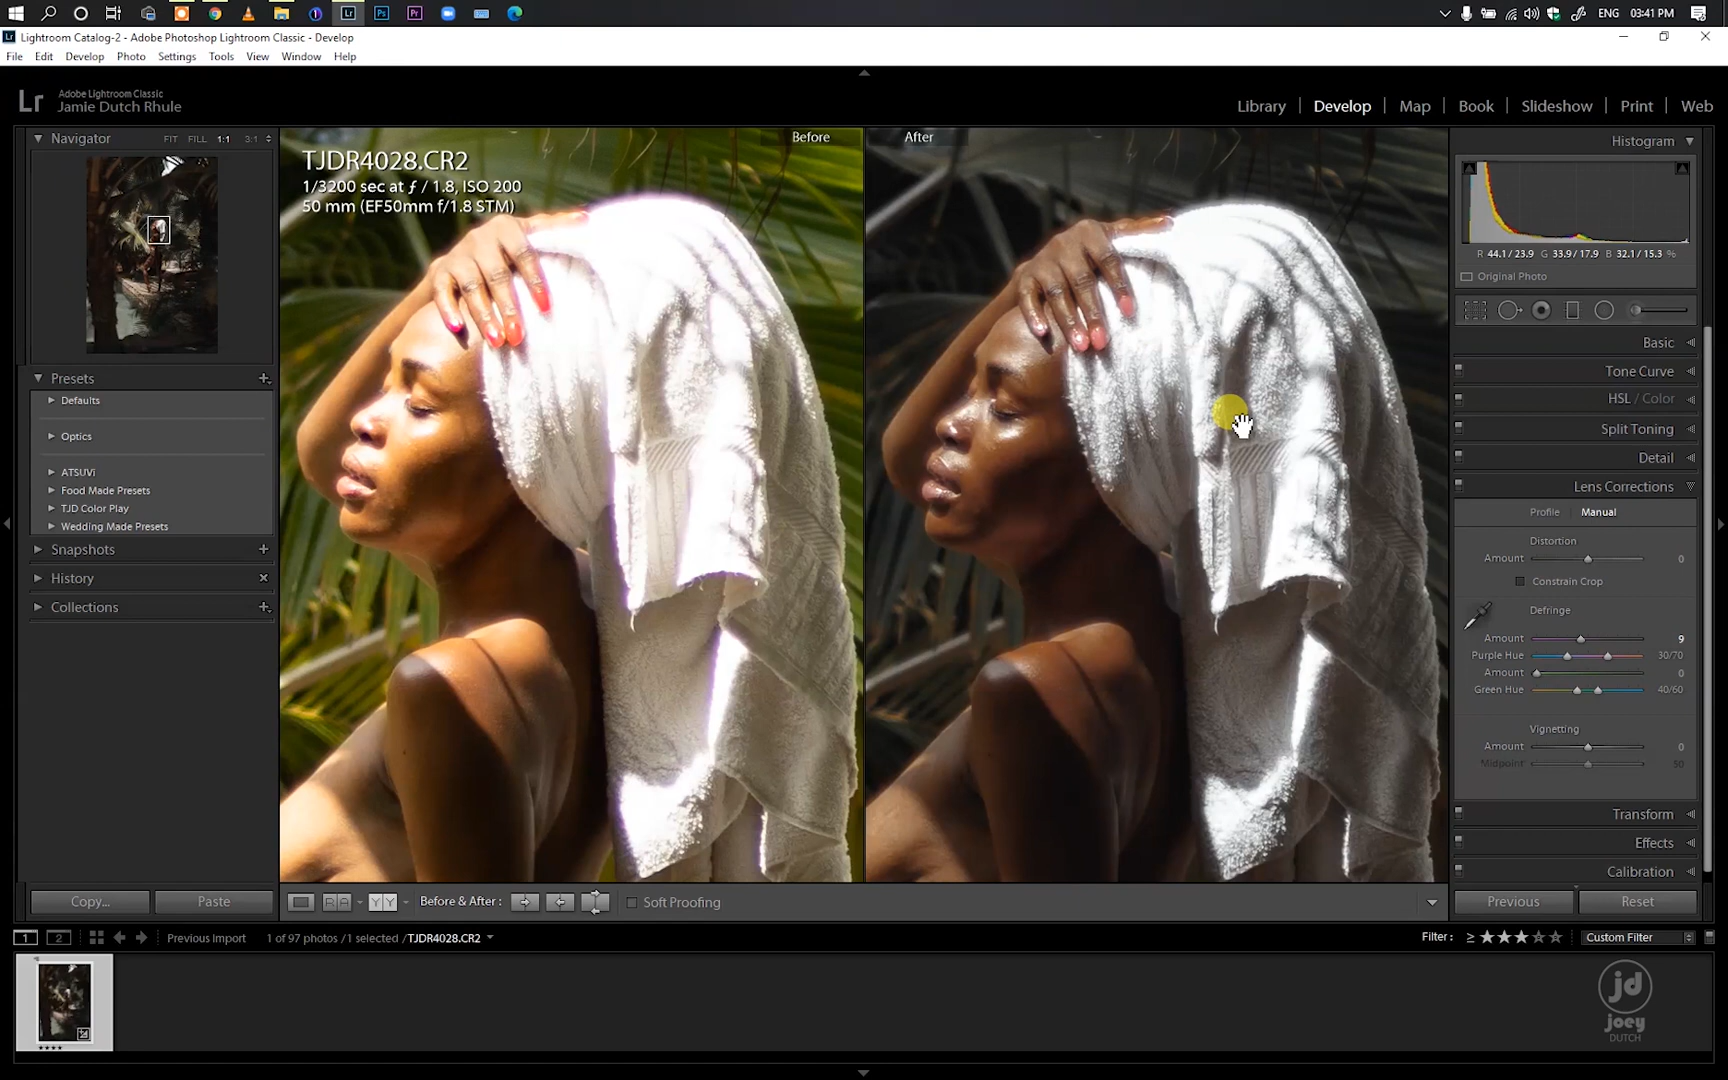 ENG 03:41 PM
Lightroom Catalog-2 - Adobe Photoshop Lightroom Classic - Develop
File Edit Develop Photo Settings Tools View Window Help
Lr
Adobe Lightroom Classic
Jamie Dutch Rhule
Library | Develop | Map | Book | Slideshow | Print | Web
Navigator FIT FILL 1:1 3:1
Presets
Defaults
Optics
ATSUVi
Food Made Presets
TJD Color Play
Wedding Made Presets
Snapshots
History
Collections
Copy... Paste
Before
TJDR4028.CR2
1/3200 sec at ƒ / 1.8, ISO 200
50 mm (EF50mm f/1.8 STM)
After
Histogram
R 44.1 / 23.9 G 33.9 / 17.9 B 32.1 / 15.3 %
Original Photo
Basic
Tone Curve
HSL / Color
Split Toning
Detail
Lens Corrections
Profile Manual
Distortion
Amount 0
Constrain Crop
Defringe
Amount 9
Purple Hue 30/70
Amount 0
Green Hue 40/60
Vignetting
Amount 0
Midpoint 50
Transform
Effects
Calibration
Previous Reset
R A Y Y Before & After : Soft Proofing
1 2 Previous Import 1 of 97 photos / 1 selected / TJDR4028.CR2
Filter : ≥ ★★★★★ Custom Filter
jd
joey
DUTCH